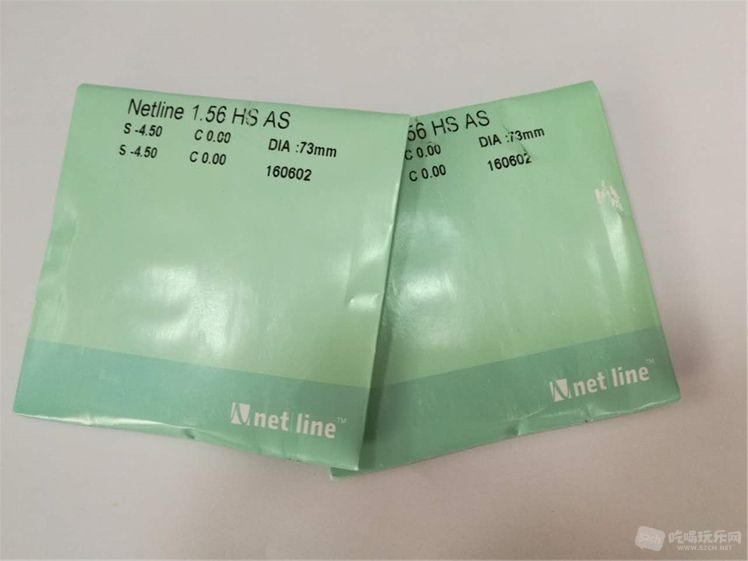 Netline 1.56 HS AS
S -4.50 C 0.00 DIA :73mm
S -4.50 C 0.00 160602
net line™
56 HS AS
C 0.00 DIA :73mm
C 0.00 160602
net line™
吃喝玩乐网
WWW.SZCH.NET